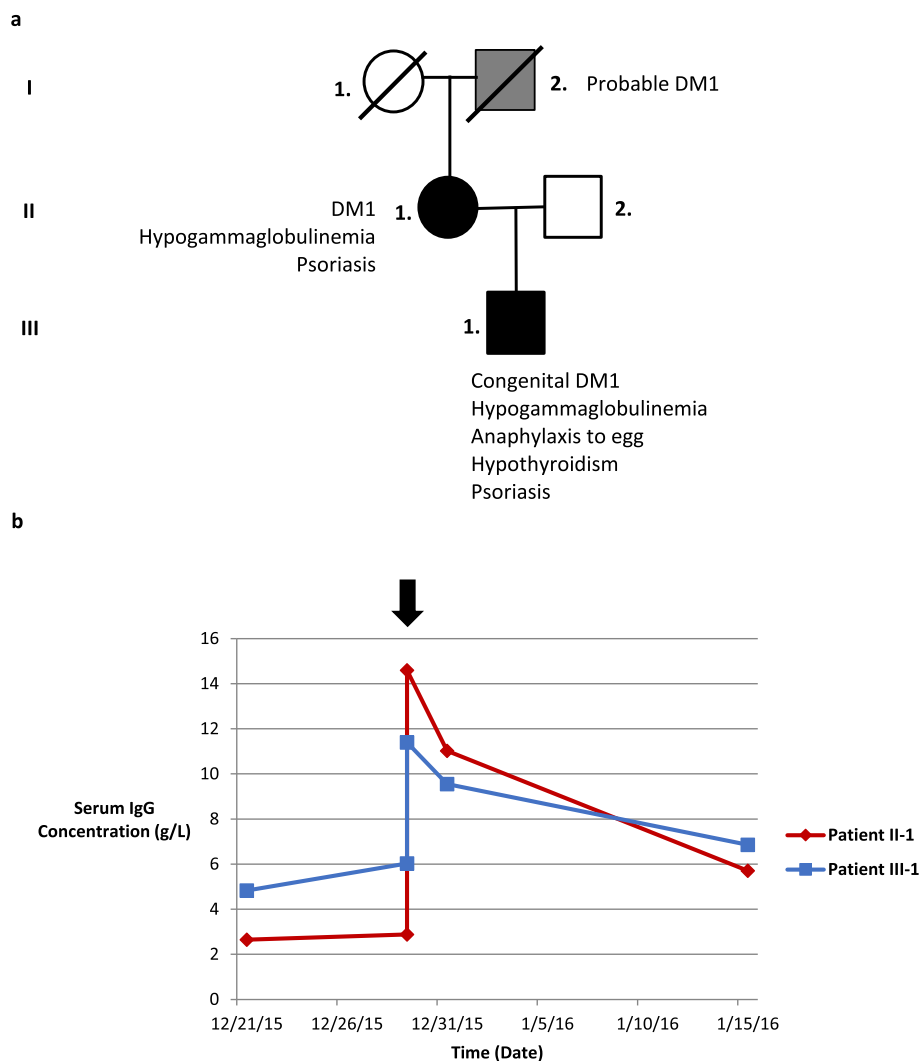 a
I
1.
2. Probable DM1
II
DM1
1.
2.
Hypogammaglobulinemia
Psoriasis
III
1.
Congenital DM1
Hypogammaglobulinemia
Anaphylaxis to egg
Hypothyroidism
Psoriasis
b
16
14
12
10
8
6
4
2
0
Serum IgG
Concentration (g/L)
Patient II-1
Patient III-1
12/21/15 12/26/15 12/31/15 1/5/16 1/10/16 1/15/16
Time (Date)